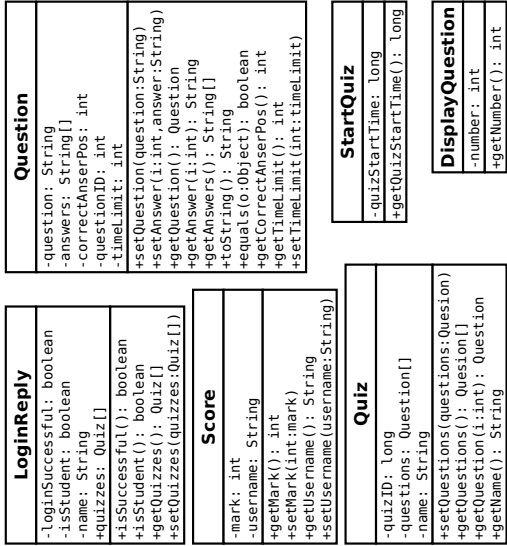 LoginReply
-loginSuccessful: boolean
-isStudent: boolean
-name: String
+quizzes: Quiz[]
+isSuccessful(): boolean
+isStudent(): boolean
+getQuizzes(): Quiz[]
+setQuizzes(quizzes:Quiz[])
Question
-question: String
-answers: String[]
-correctAnserPos: int
-questionID: int
-timeLimit: int
+setQuestion(question:String)
+setAnswer(i:int,answer:String)
+getQuestion(): Question
+getAnswer(i:int): String
+getAnswers(): String[]
+toString(): String
+equals(o:Object): boolean
+getCorrectAnserPos(): int
+getTimeLimit(): int
+setTimeLimit(int:timeLimit)
Score
-mark: int
-username: String
+getMark(): int
+setMark(int:mark)
+getUsername(): String
+setUsername(username:String)
Quiz
-quizID: long
-questions: Question[]
-name: String
+setQuestions(questions:Quesion)
+getQuestions(): Quesion[]
+getQuestion(i:int): Question
+getName(): String
StartQuiz
-quizStartTime: long
+getQuizStartTime(): long
DisplayQuestion
-number: int
+getNumber(): int